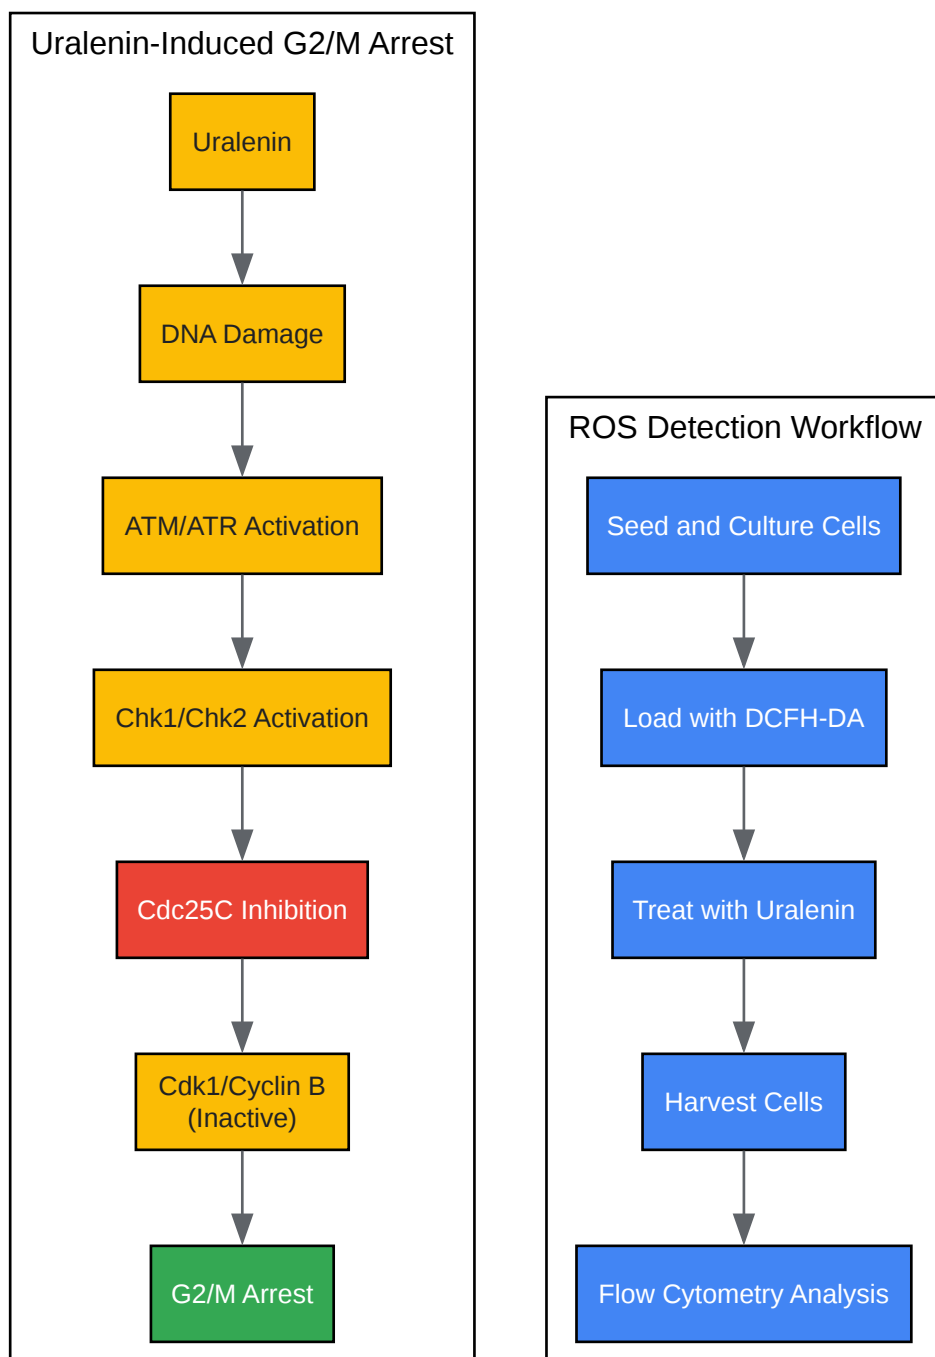 Uralenin-Induced G2/M Arrest
Uralenin
DNA Damage
ATM/ATR Activation
Chk1/Chk2 Activation
Cdc25C Inhibition
Cdk1/Cyclin B
(Inactive)
G2/M Arrest
ROS Detection Workflow
Seed and Culture Cells
Load with DCFH-DA
Treat with Uralenin
Harvest Cells
Flow Cytometry Analysis